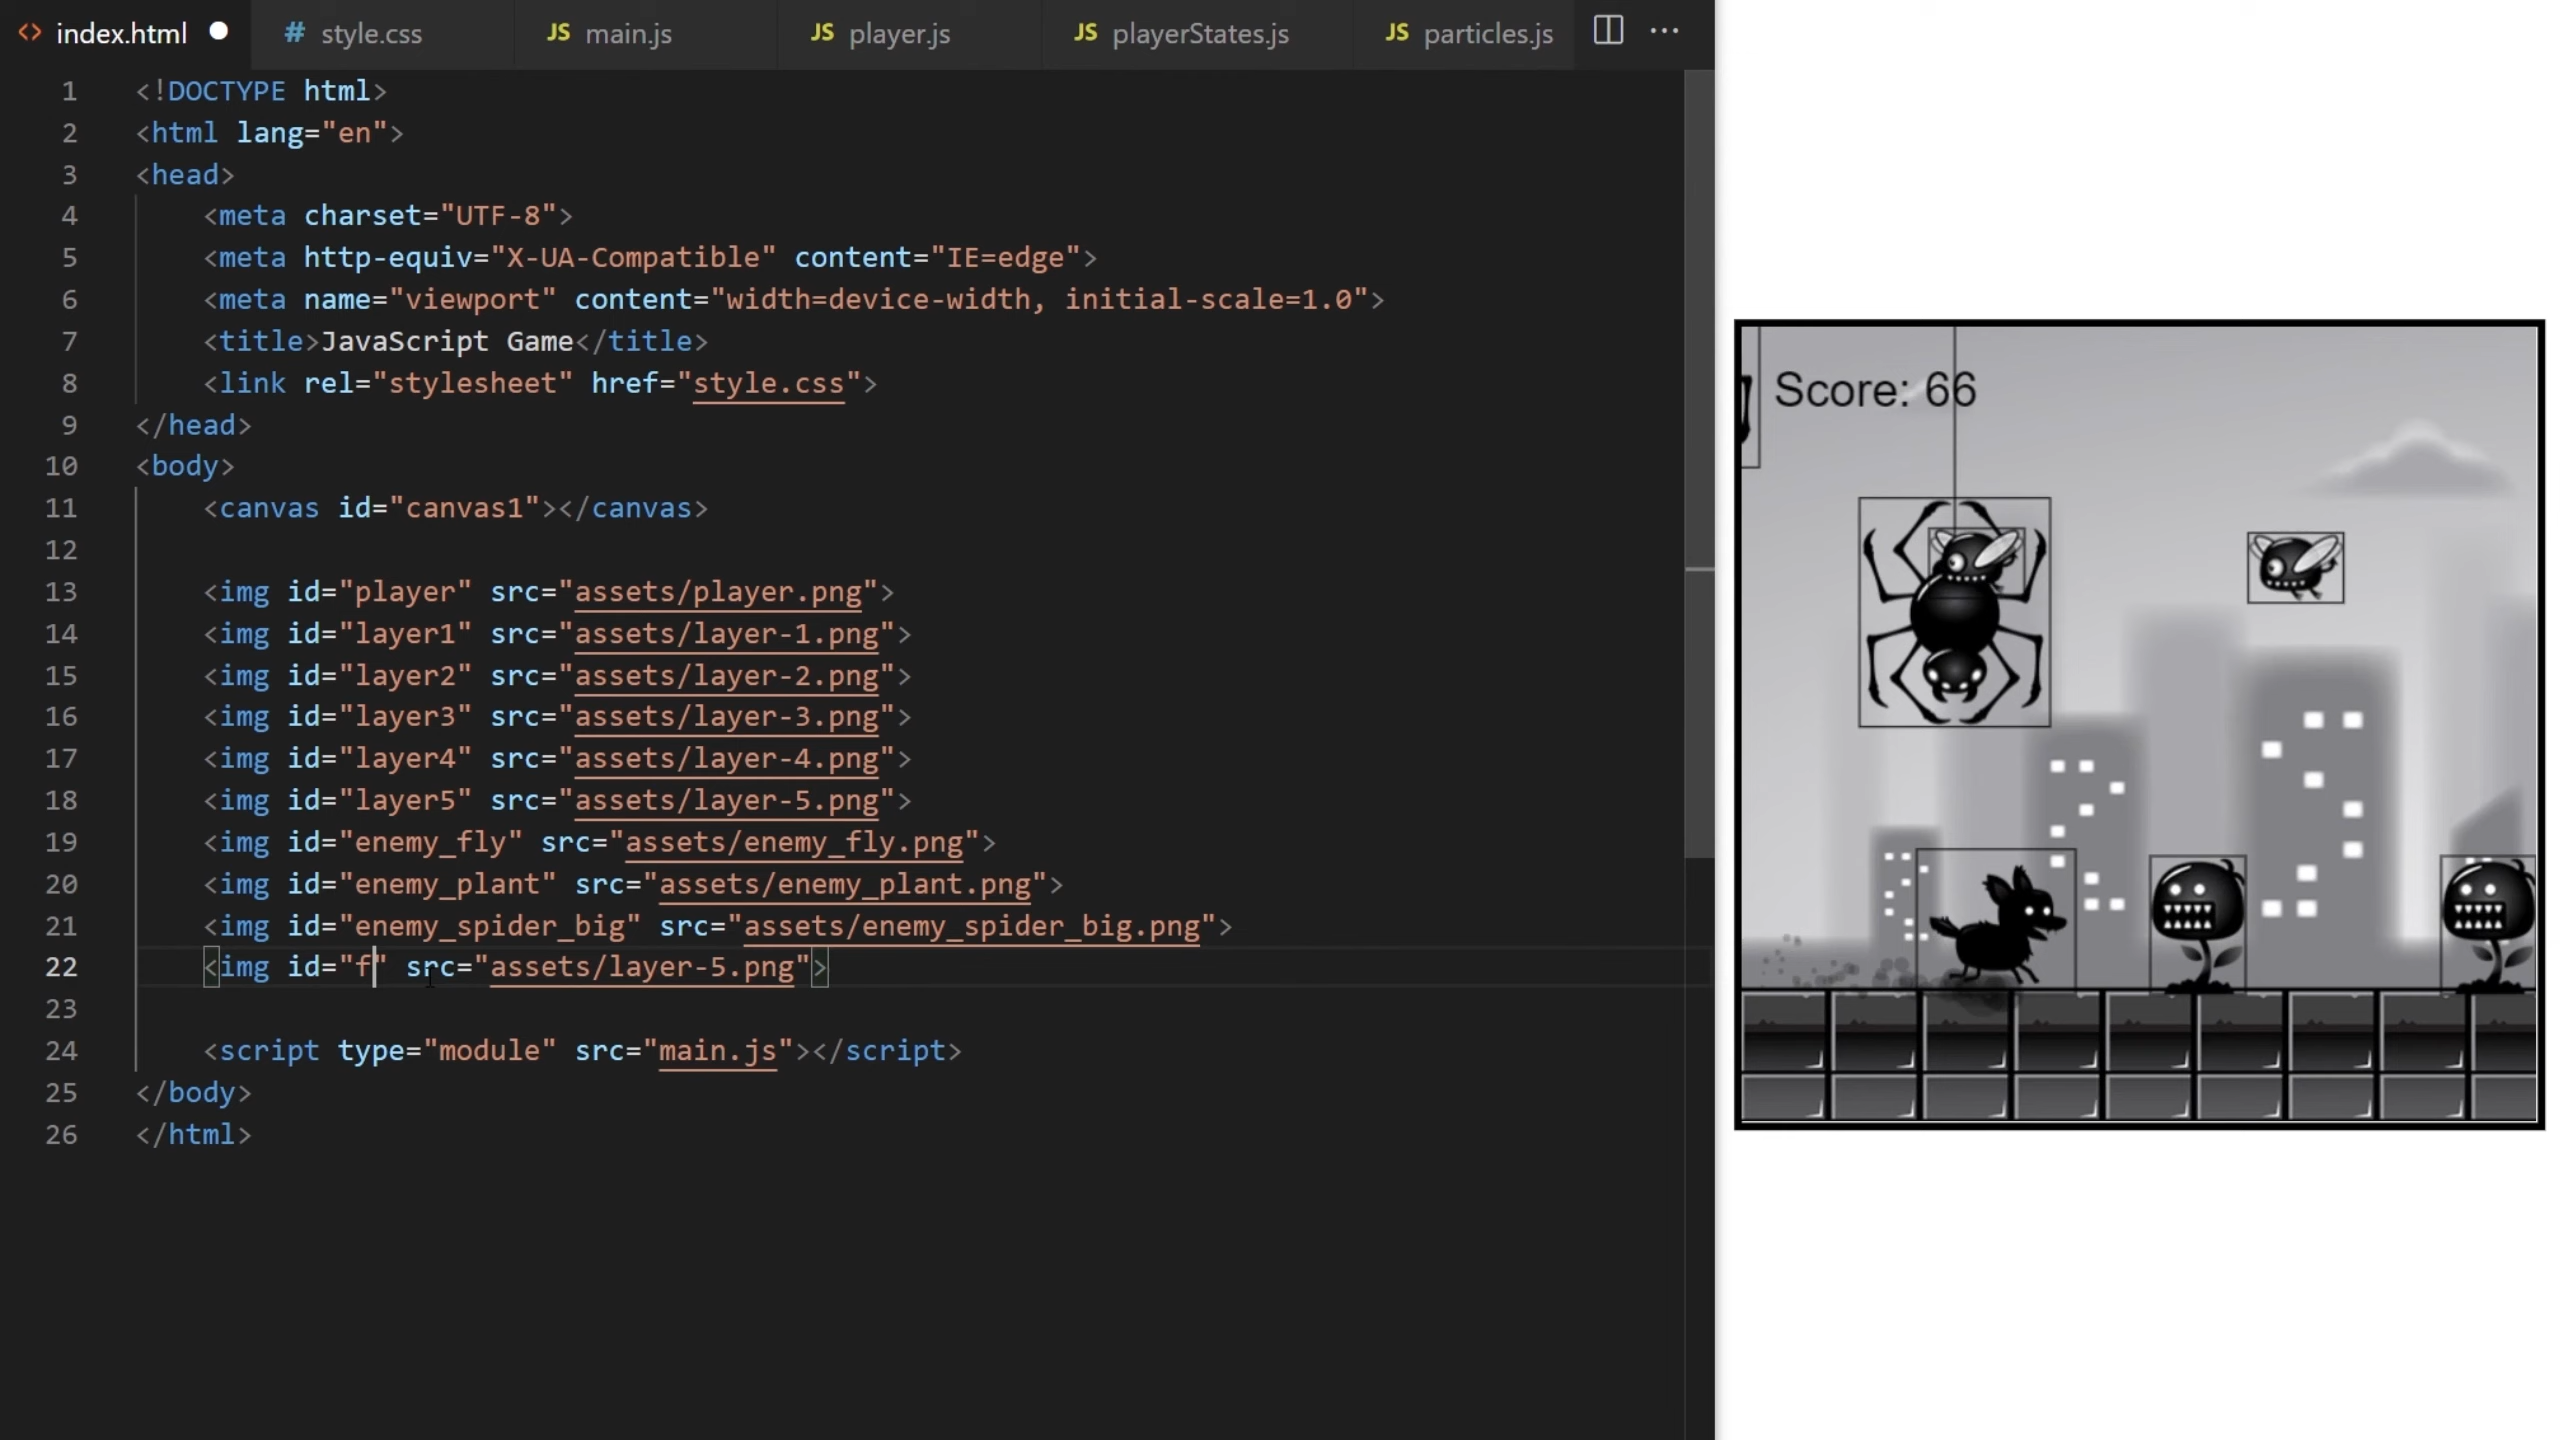 <> index.html # style.css JS main.js JS player.js JS playerStates.js JS particles.js ···
1 <!DOCTYPE html>
2 <html lang="en">
3 <head>
4 <meta charset="UTF-8">
5 <meta http-equiv="X-UA-Compatible" content="IE=edge">
6 <meta name="viewport" content="width=device-width, initial-scale=1.0">
7 <title>JavaScript Game</title>
8 <link rel="stylesheet" href="style.css">
9 </head>
10 <body>
11 <canvas id="canvas1"></canvas>
12
13 <img id="player" src="assets/player.png">
14 <img id="layer1" src="assets/layer-1.png">
15 <img id="layer2" src="assets/layer-2.png">
16 <img id="layer3" src="assets/layer-3.png">
17 <img id="layer4" src="assets/layer-4.png">
18 <img id="layer5" src="assets/layer-5.png">
19 <img id="enemy_fly" src="assets/enemy_fly.png">
20 <img id="enemy_plant" src="assets/enemy_plant.png">
21 <img id="enemy_spider_big" src="assets/enemy_spider_big.png">
22 <img id="f" src="assets/layer-5.png">
23
24 <script type="module" src="main.js"></script>
25 </body>
26 </html>
Score: 66